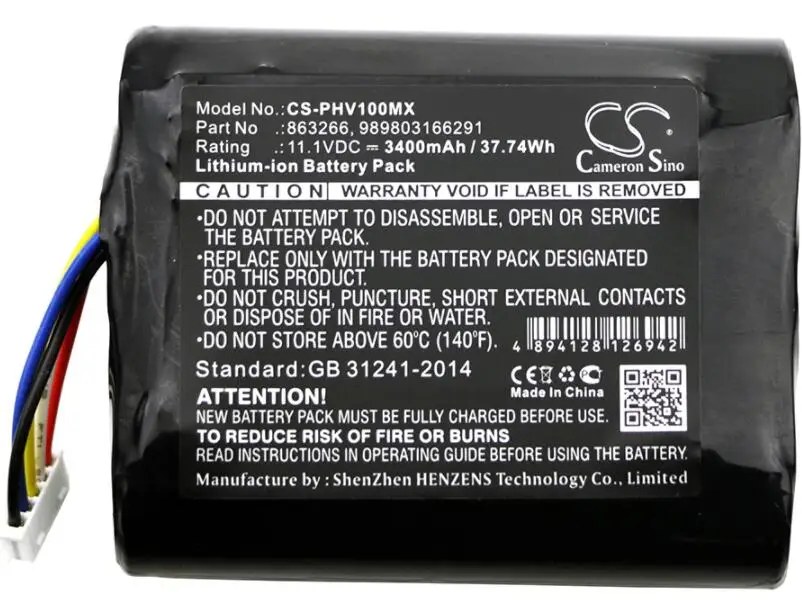 Model No.:CS-PHV100MX
Part No .:863266, 989803166291
Rating .:11.1VDC ⎓ 3400mAh / 37.74Wh
Lithium-ion Battery Pack
CS
Cameron Sino
CAUTION WARRANTY VOID IF LABEL IS REMOVED
•DO NOT ATTEMPT TO DISASSEMBLE, OPEN OR SERVICE
THE BATTERY PACK.
•REPLACE ONLY WITH THE BATTERY PACK DESIGNATED
FOR THIS PRODUCT.
•DO NOT CRUSH, PUNCTURE, SHORT EXTERNAL CONTACTS
OR DISPOSE OF IN FIRE OR WATER.
•DO NOT STORE ABOVE 60°C (140°F).
4 894128 126942
Standard:GB 31241-2014
CE
Made in China
ATTENTION!
NEW BATTERY PACK MUST BE FULLY CHARGED BEFORE USE.
TO REDUCE RISK OF FIRE OR BURNS
READ INSTRUCTIONS IN OPERATING GUIDE BEFORE USING THE BATTERY.
Manufacture by : ShenZhen HENZENS Technology Co., Limited